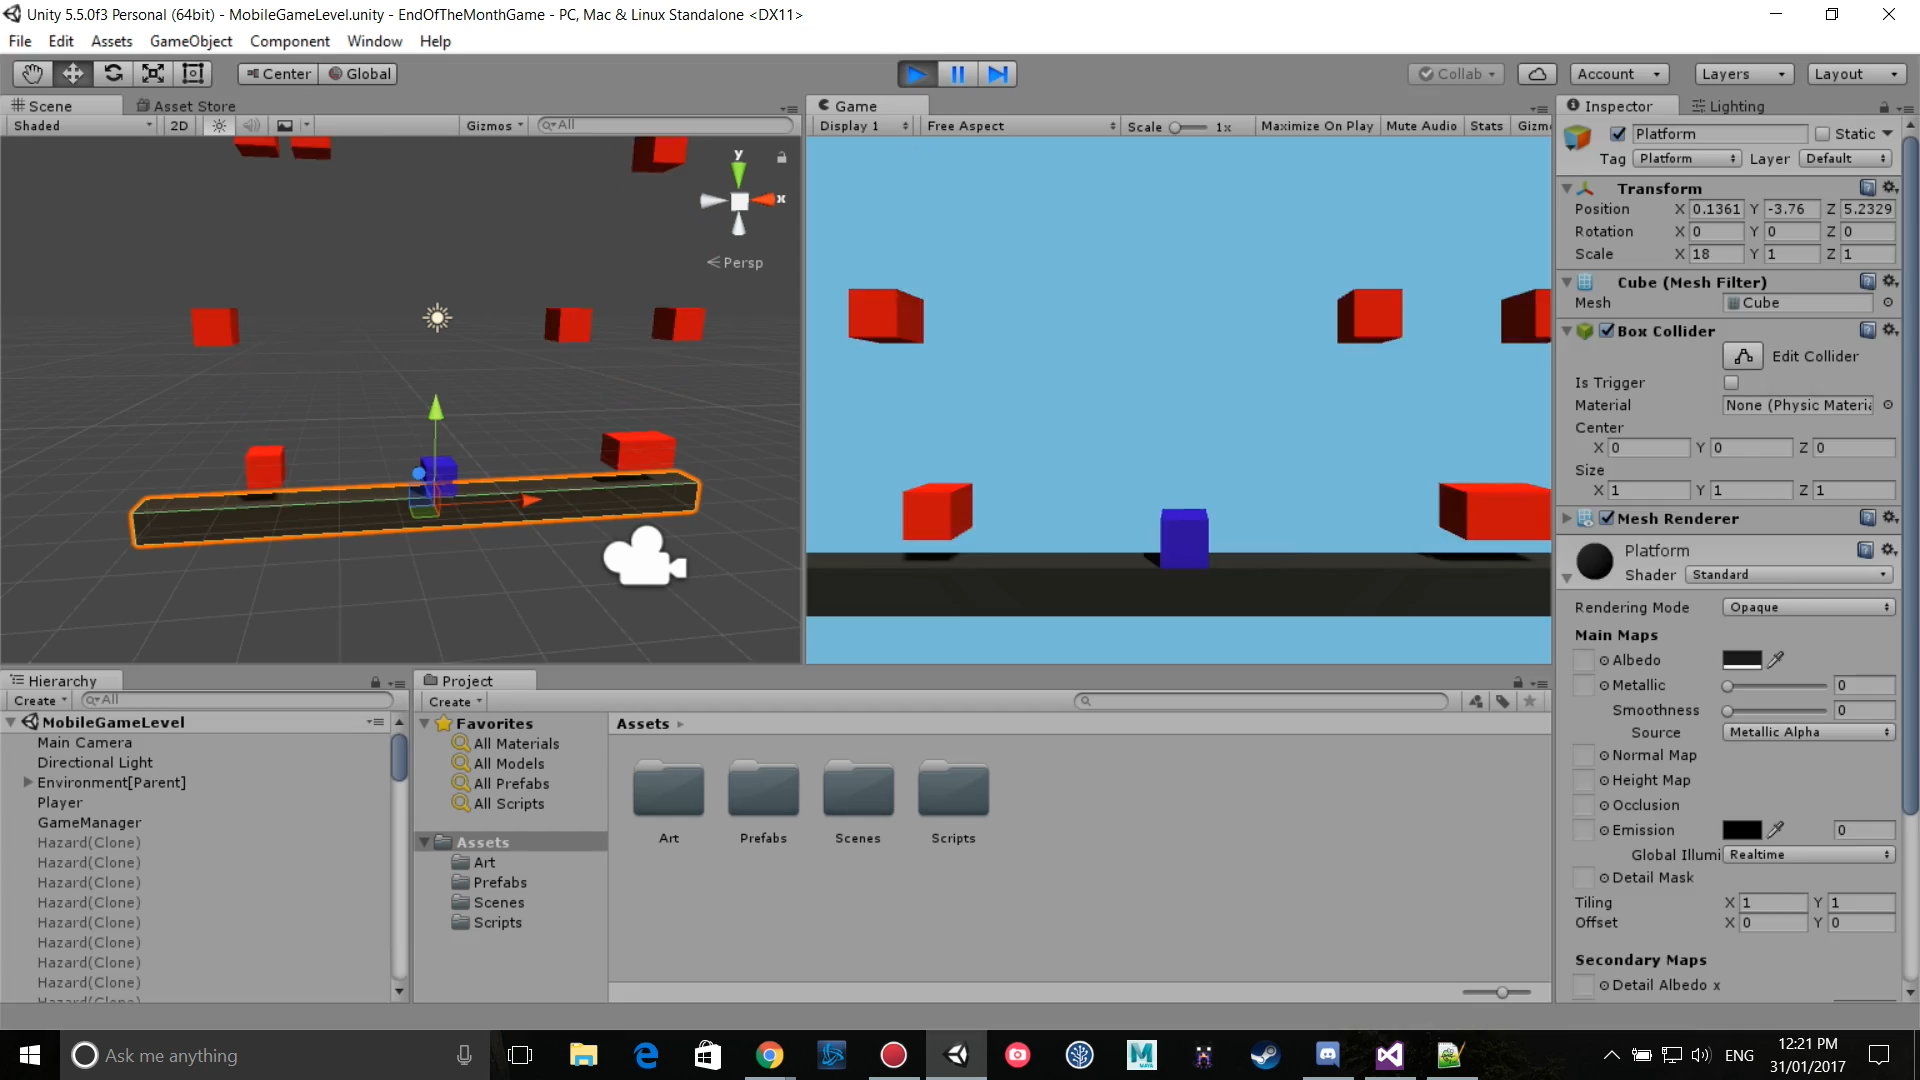 Unity 5.5.0f3 Personal (64bit) - MobileGameLevel.unity - EndOfTheMonthGame - PC, Mac & Linux Standalone <DX11>
File Edit Assets GameObject Component Window Help
Center Global
Collab Account Layers Layout
Scene Asset Store
Shaded 2D Gizmos All
y
x
Persp
Game
Display 1 Free Aspect Scale 1x Maximize On Play Mute Audio Stats Gizm
Inspector Lighting
Platform Static
Tag Platform Layer Default
Transform
Position X 0.1361 Y -3.76 Z 5.2329
Rotation X 0 Y 0 Z 0
Scale X 18 Y 1 Z 1
Cube (Mesh Filter)
Mesh Cube
Box Collider
Edit Collider
Is Trigger
Material None (Physic Materi
Center
X 0 Y 0 Z 0
Size
X 1 Y 1 Z 1
Mesh Renderer
Platform
Shader Standard
Rendering Mode Opaque
Main Maps
Albedo
Metallic 0
Smoothness 0
Source Metallic Alpha
Normal Map
Height Map
Occlusion
Emission 0
Global Illumi Realtime
Detail Mask
Tiling X 1 Y 1
Offset X 0 Y 0
Secondary Maps
Detail Albedo x
Hierarchy
Create All
MobileGameLevel
Main Camera
Directional Light
Environment[Parent]
Player
GameManager
Hazard(Clone)
Hazard(Clone)
Hazard(Clone)
Hazard(Clone)
Hazard(Clone)
Hazard(Clone)
Hazard(Clone)
Hazard(Clone)
Hazard(Clone)
Project
Create
Favorites
All Materials
All Models
All Prefabs
All Scripts
Assets
Art
Prefabs
Scenes
Scripts
Assets
Art Prefabs Scenes Scripts
Ask me anything
ENG
12:21 PM
31/01/2017